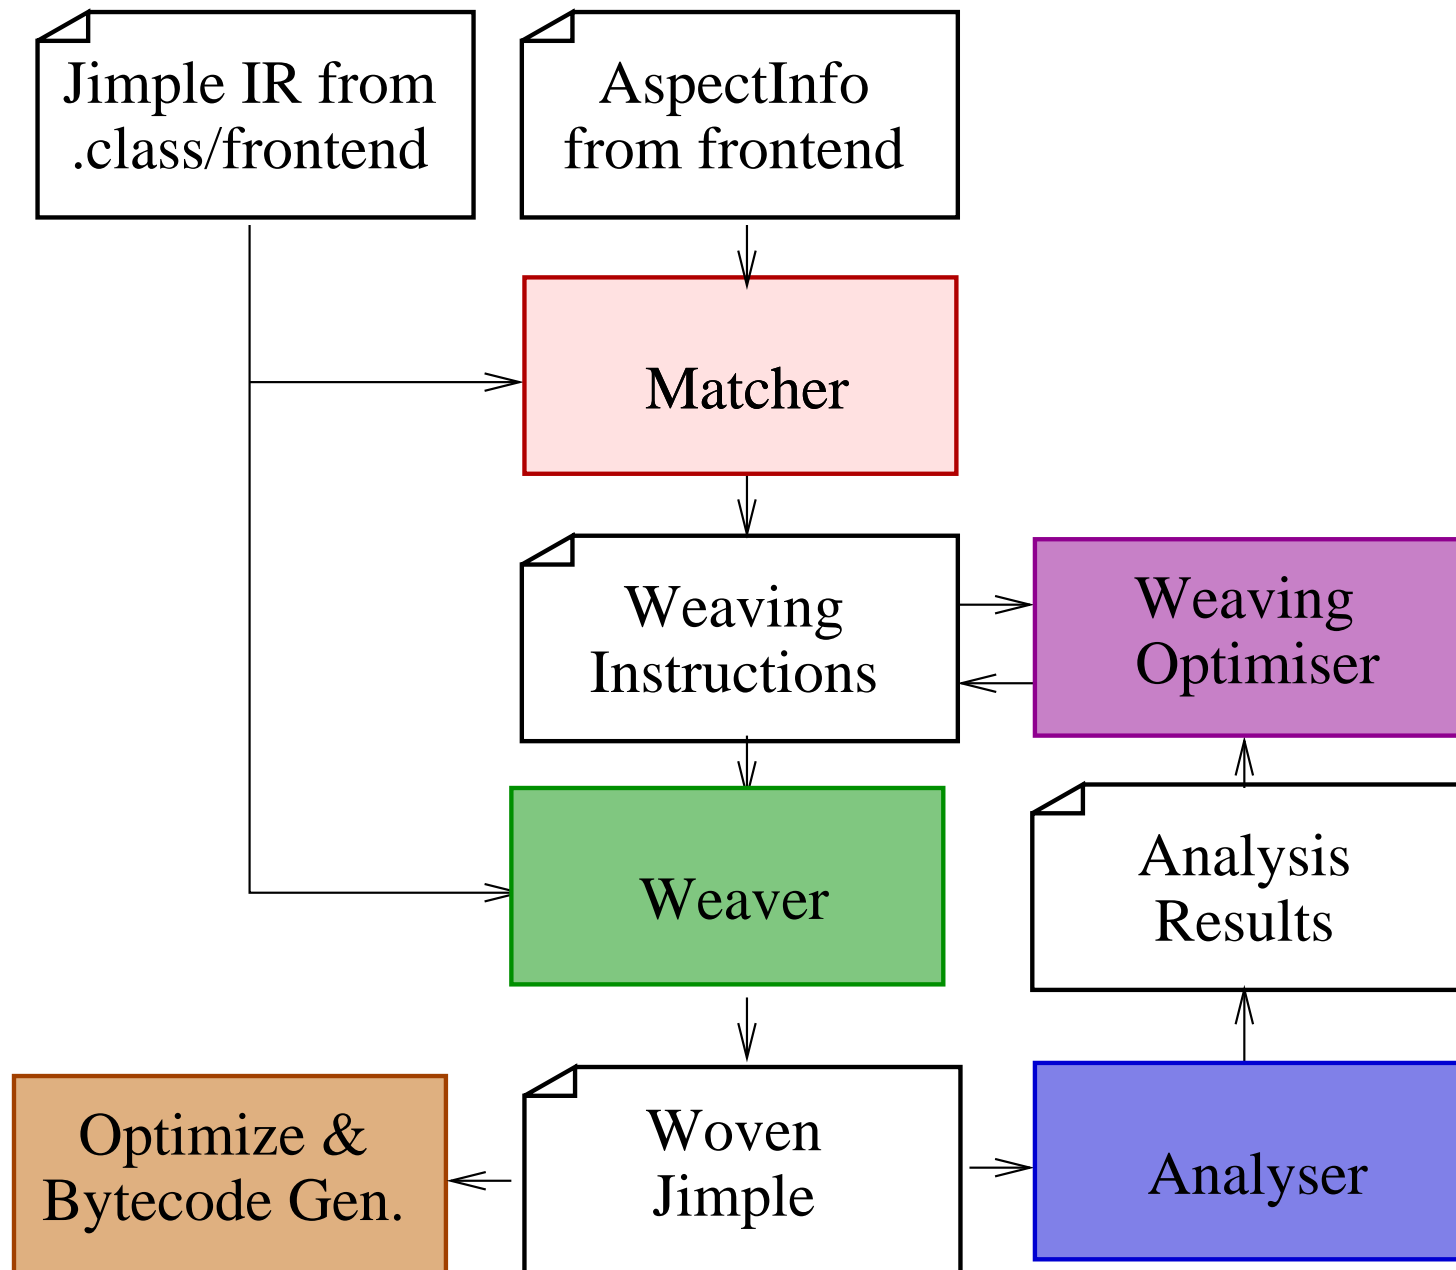 Jimple IR from
.class/frontend
AspectInfo
from frontend
Matcher
Weaving
Instructions
Weaving
Optimiser
Weaver
Analysis
Results
Optimize &
Bytecode Gen.
Woven
Jimple
Analyser